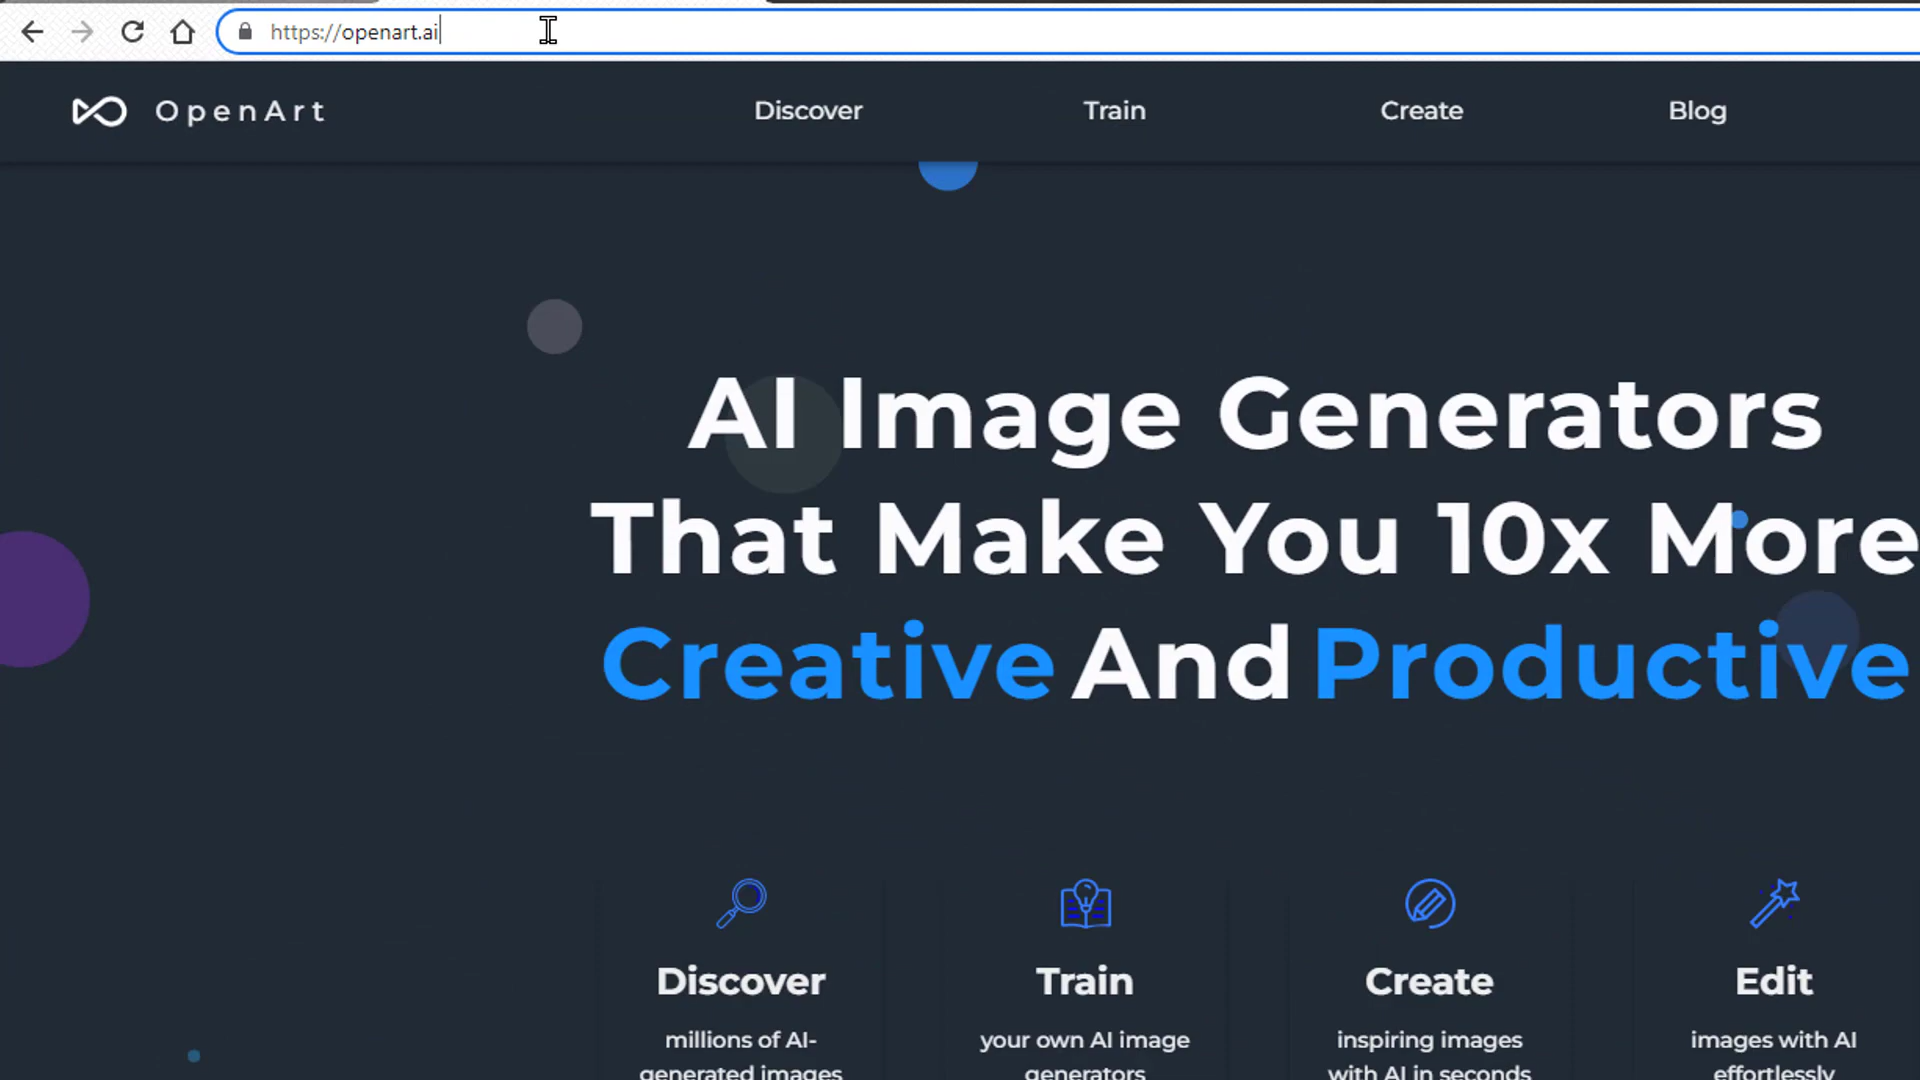 https://openart.ai
OpenArt
Discover
Train
Create
Blog
AI Image Generators
That Make You 10x More
Creative And Productive
Discover
millions of AI-
generated images
Train
your own AI image
generators
Create
inspiring images
with AI in seconds
Edit
images with AI
effortlessly